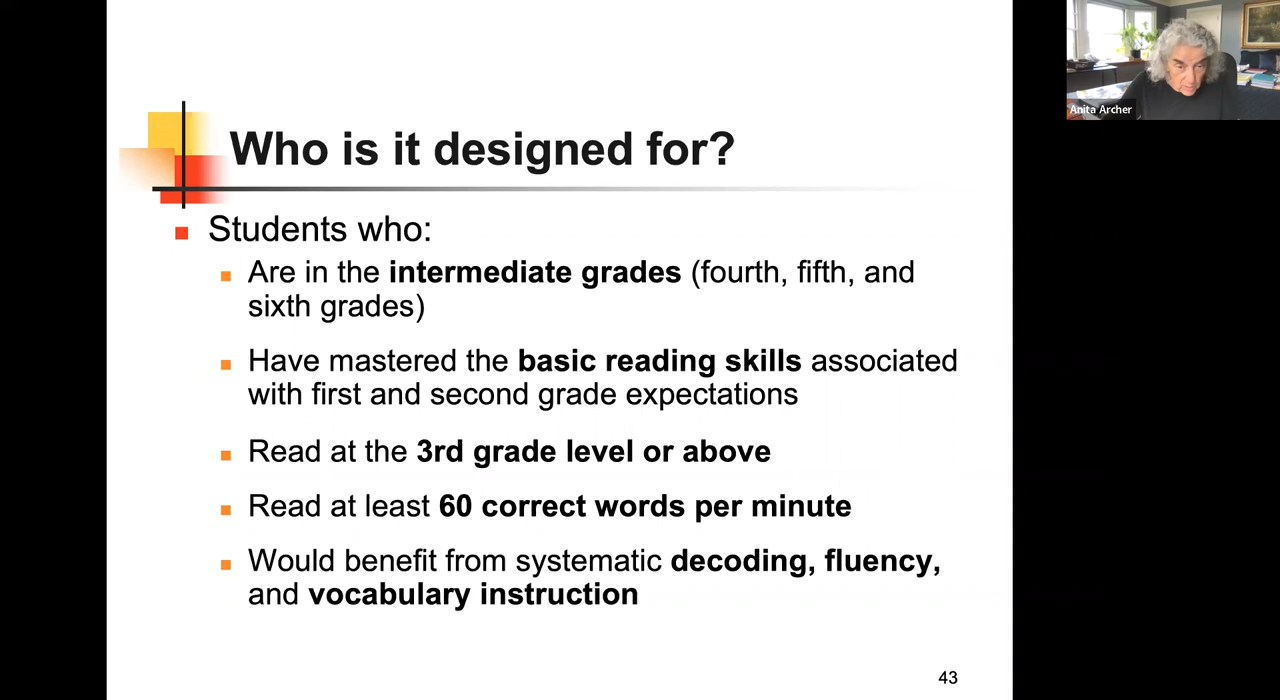 Who is it designed for?
Students who:
Are in the intermediate grades (fourth, fifth, and
sixth grades)
Have mastered the basic reading skills associated
with first and second grade expectations
Read at the 3rd grade level or above
Read at least 60 correct words per minute
Would benefit from systematic decoding, fluency,
and vocabulary instruction
43
Anita Archer